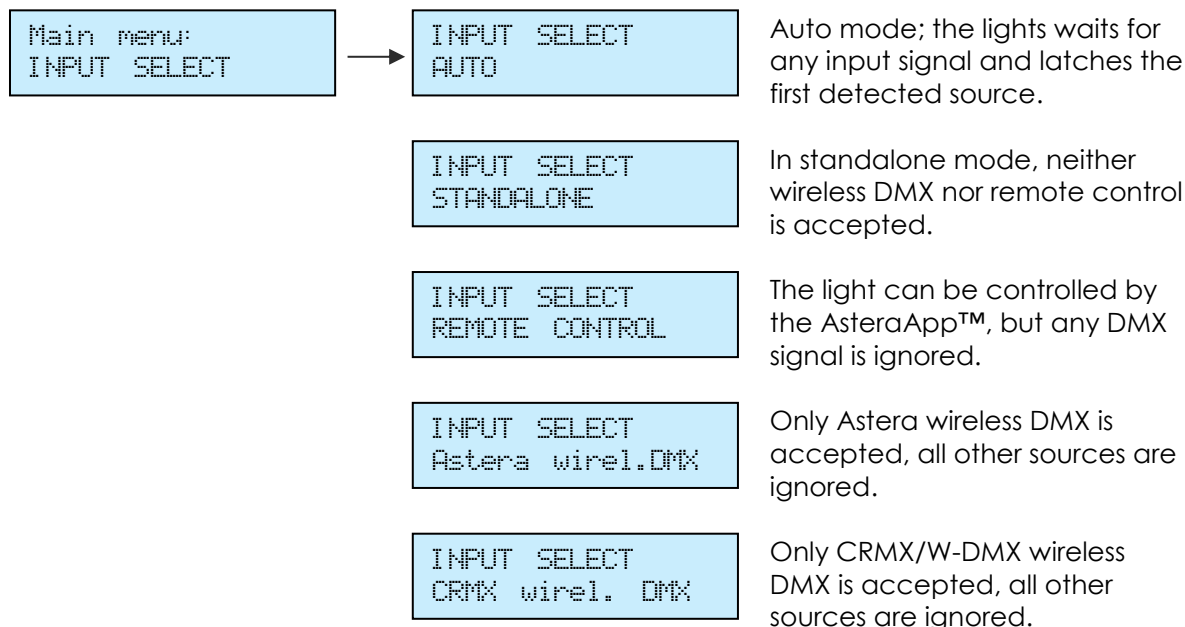 Main menu:
INPUT SELECT
INPUT SELECT
AUTO
Auto mode; the lights waits for
any input signal and latches the
first detected source.
INPUT SELECT
STANDALONE
In standalone mode, neither
wireless DMX nor remote control
is accepted.
INPUT SELECT
REMOTE CONTROL
The light can be controlled by
the AsteraApp™, but any DMX
signal is ignored.
INPUT SELECT
Astera wirel.DMX
Only Astera wireless DMX is
accepted, all other sources are
ignored.
INPUT SELECT
CRMX wirel. DMX
Only CRMX/W-DMX wireless
DMX is accepted, all other
sources are ignored.